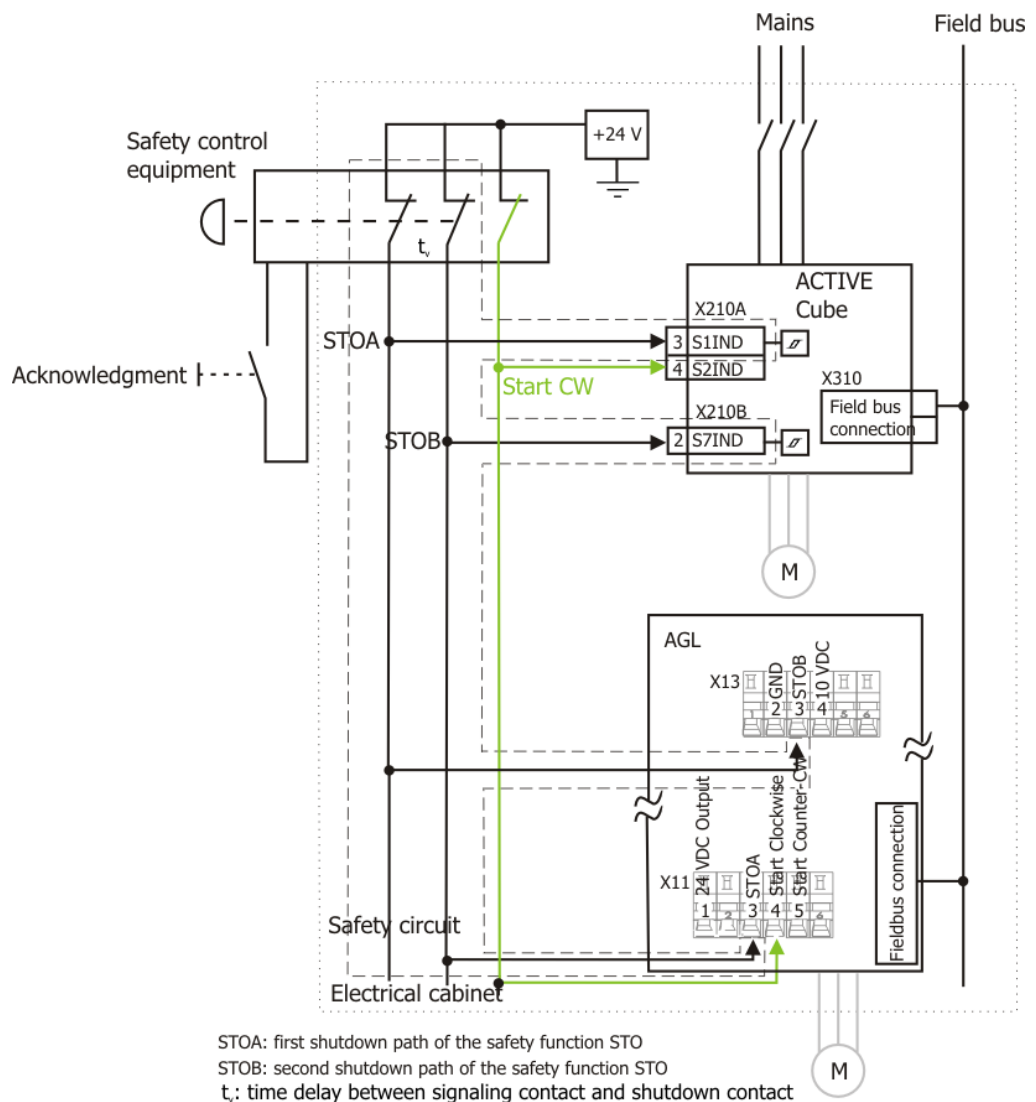 Mains
Field bus
+24 V
Safety control
equipment
tv
ACTIVE
Cube
X210A
3 S1IND
4 S2IND
STOA
Start CW
Acknowledgment
X310
Field bus
connection
X210B
2 S7IND
STOB
M
AGL
X13
1 2 3 4 5 6
GND
STOB
10 VDC
24 VDC Output
STOA
Start Clockwise
Start Counter-CW
X11
1 2 3 4 5 6
Fieldbus connection
Safety circuit
Electrical cabinet
M
STOA: first shutdown path of the safety function STO
STOB: second shutdown path of the safety function STO
tv: time delay between signaling contact and shutdown contact